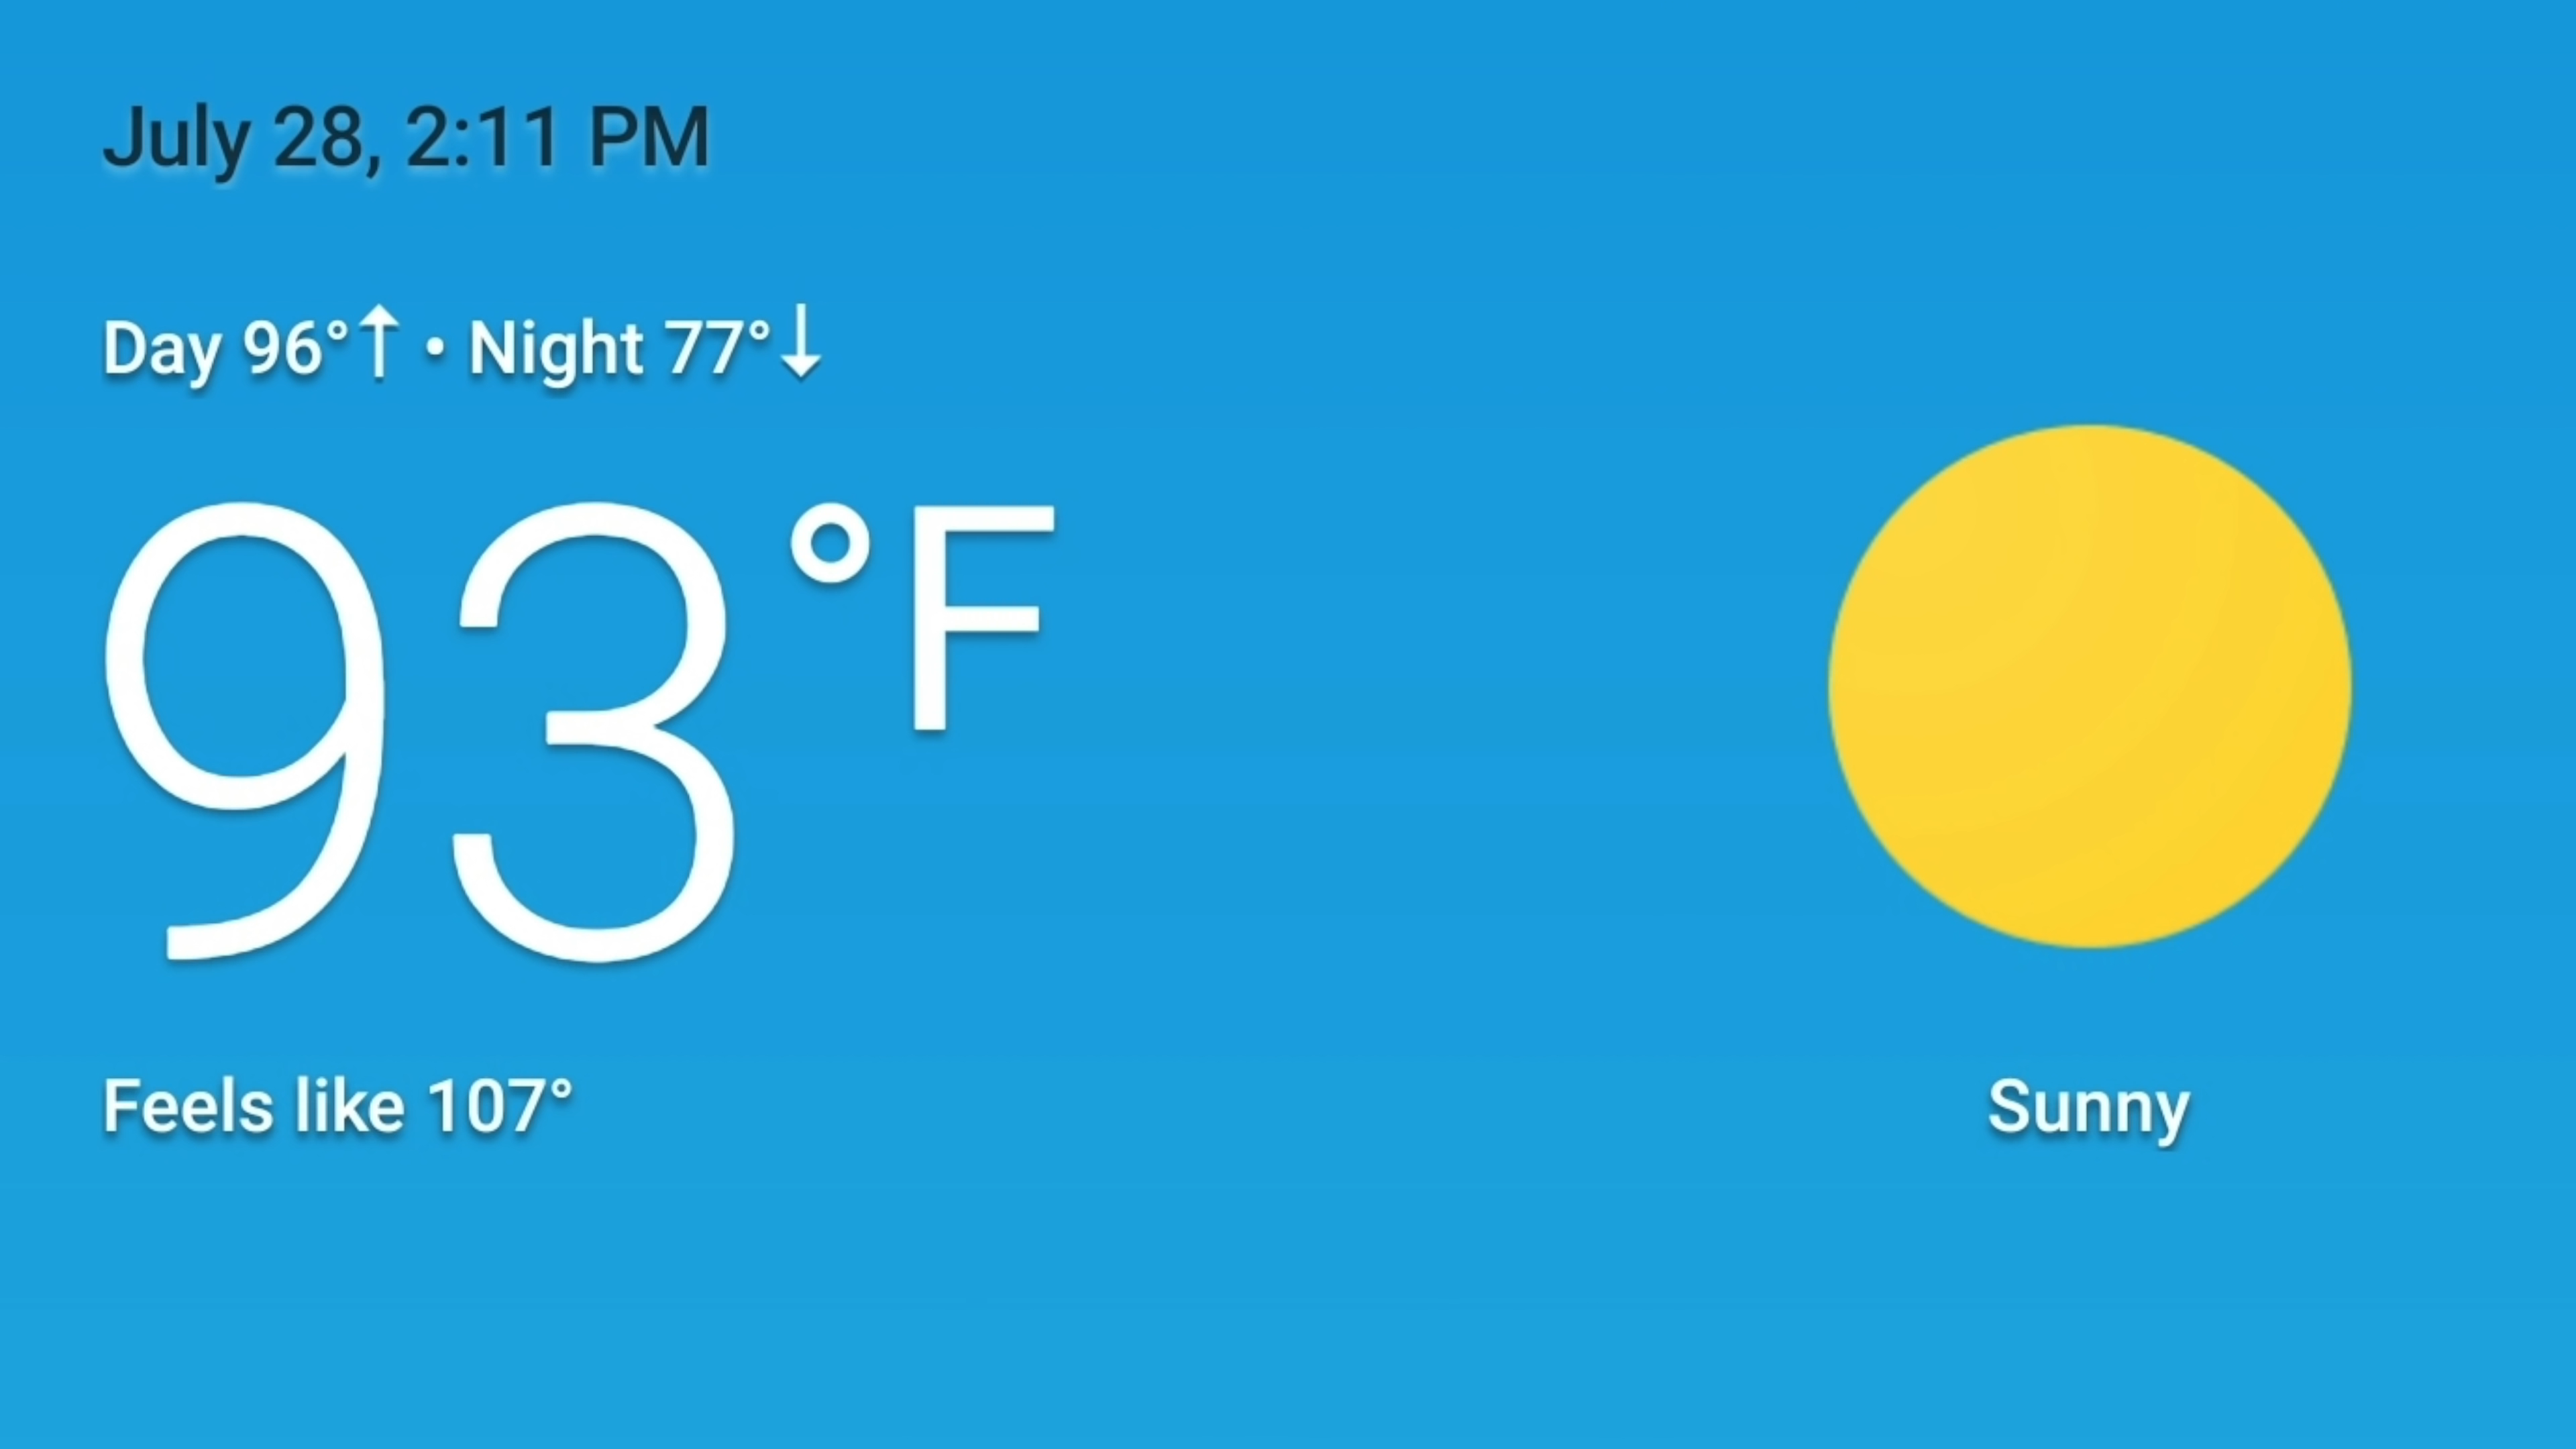 July 28, 2:11 PM
Day 96°↑ • Night 77°↓
93°F
Feels like 107°
Sunny